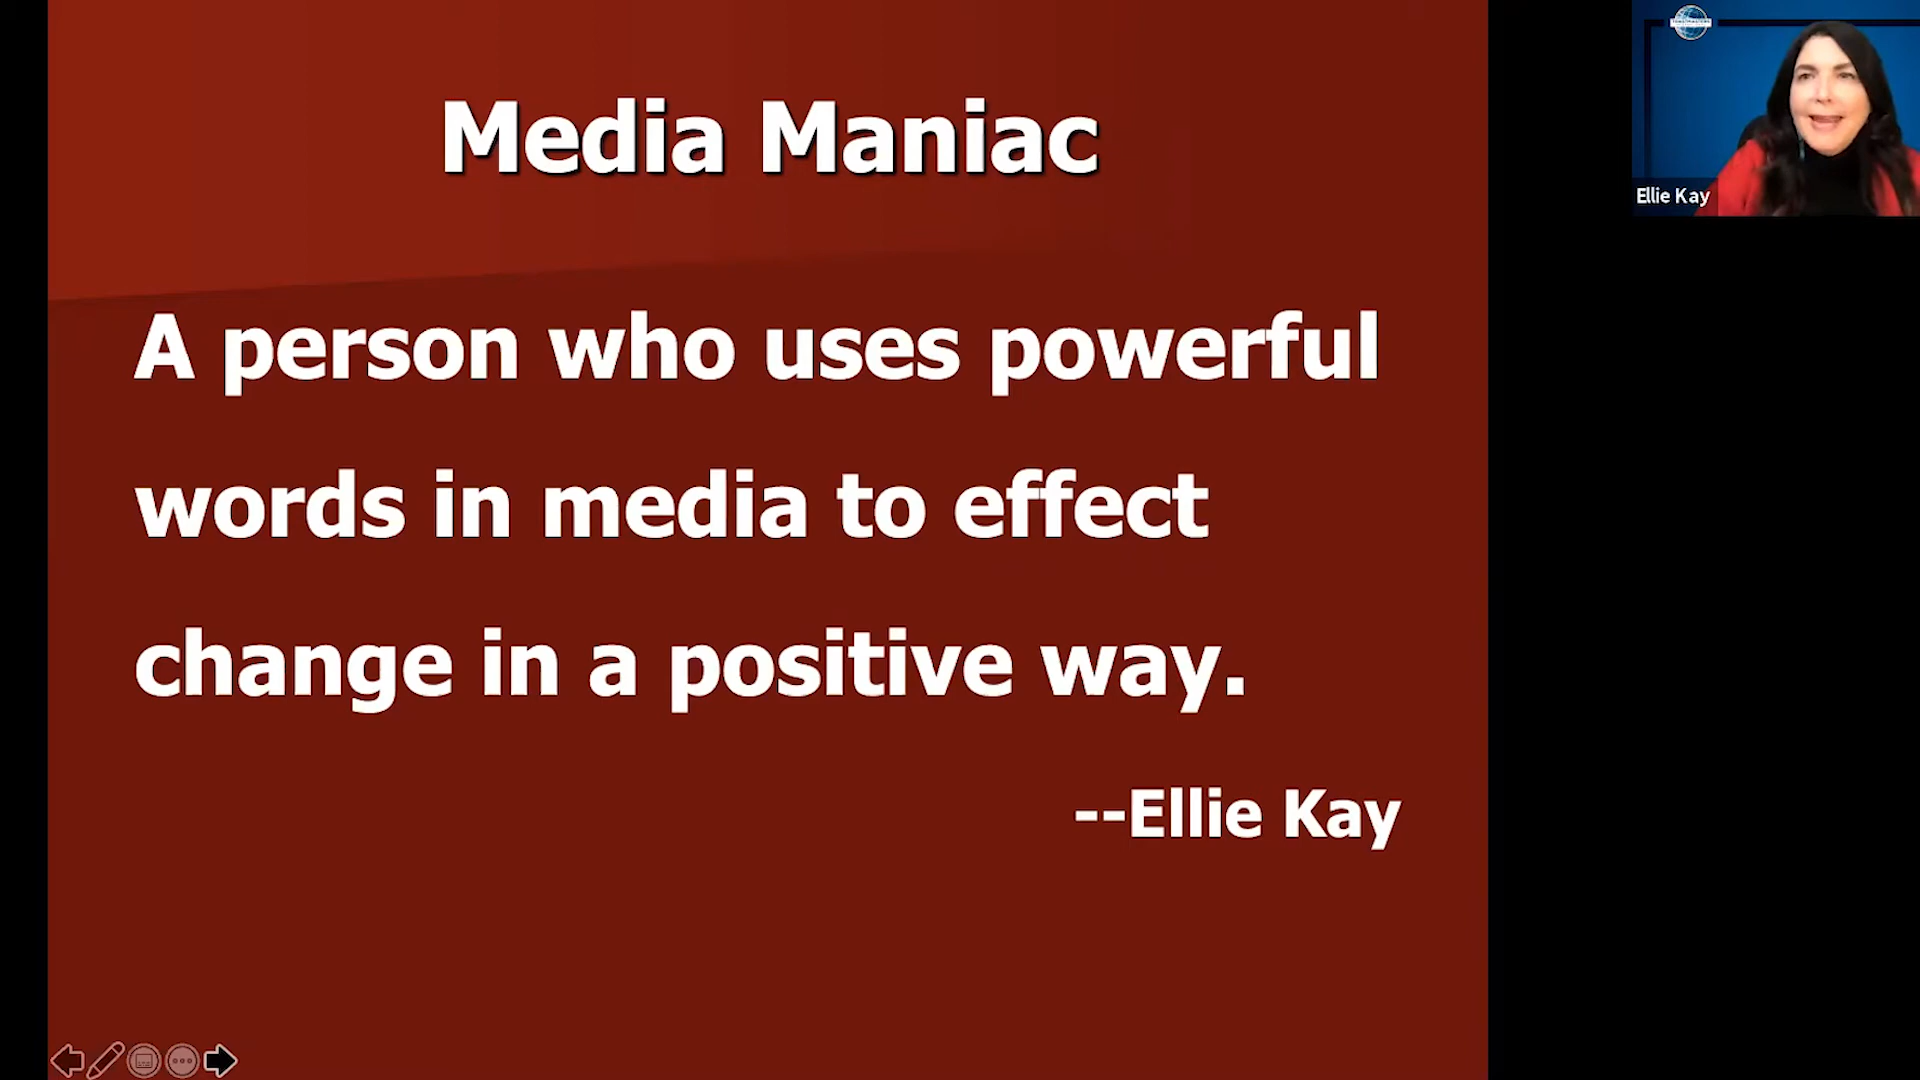 Media Maniac
A person who uses powerful
words in media to effect
change in a positive way.
--Ellie Kay
TOASTMASTERS
Ellie Kay